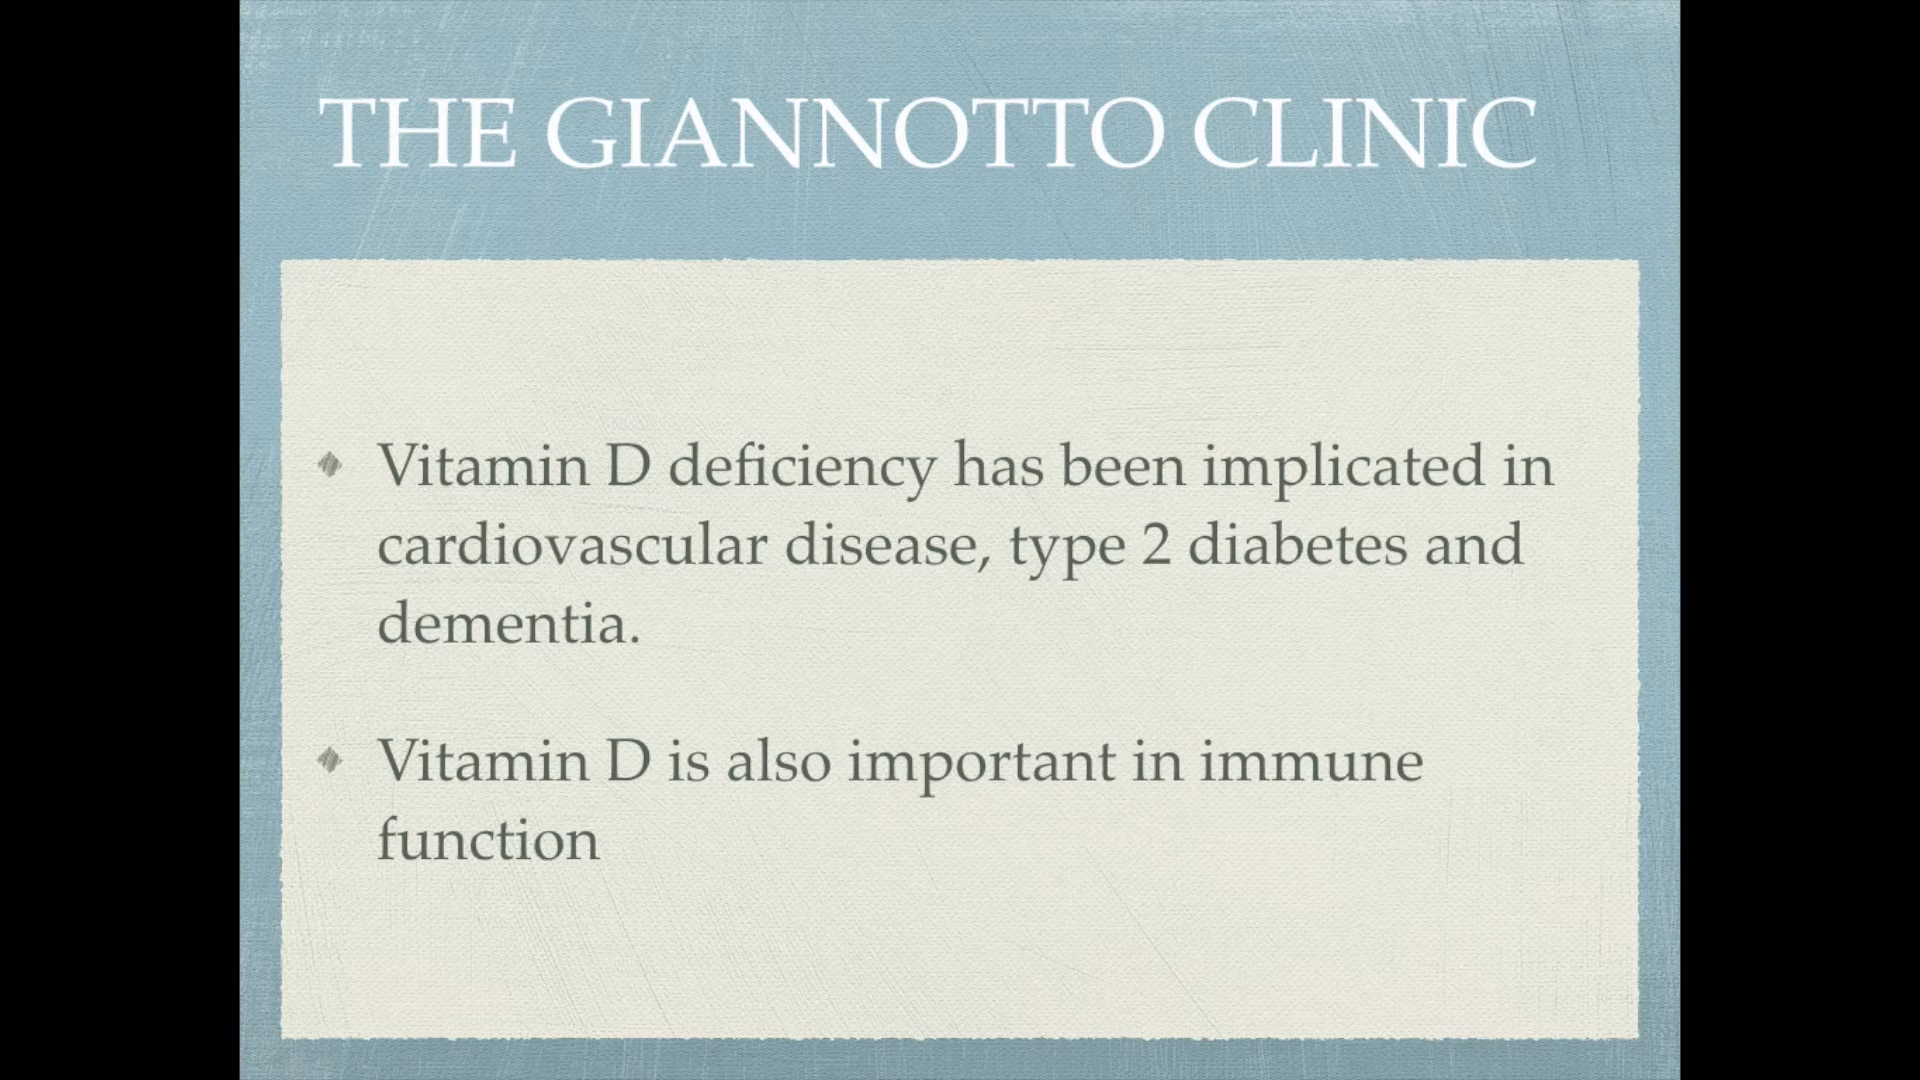 THE GIANNOTTO CLINIC
Vitamin D deficiency has been implicated in
cardiovascular disease, type 2 diabetes and
dementia.
Vitamin D is also important in immune
function